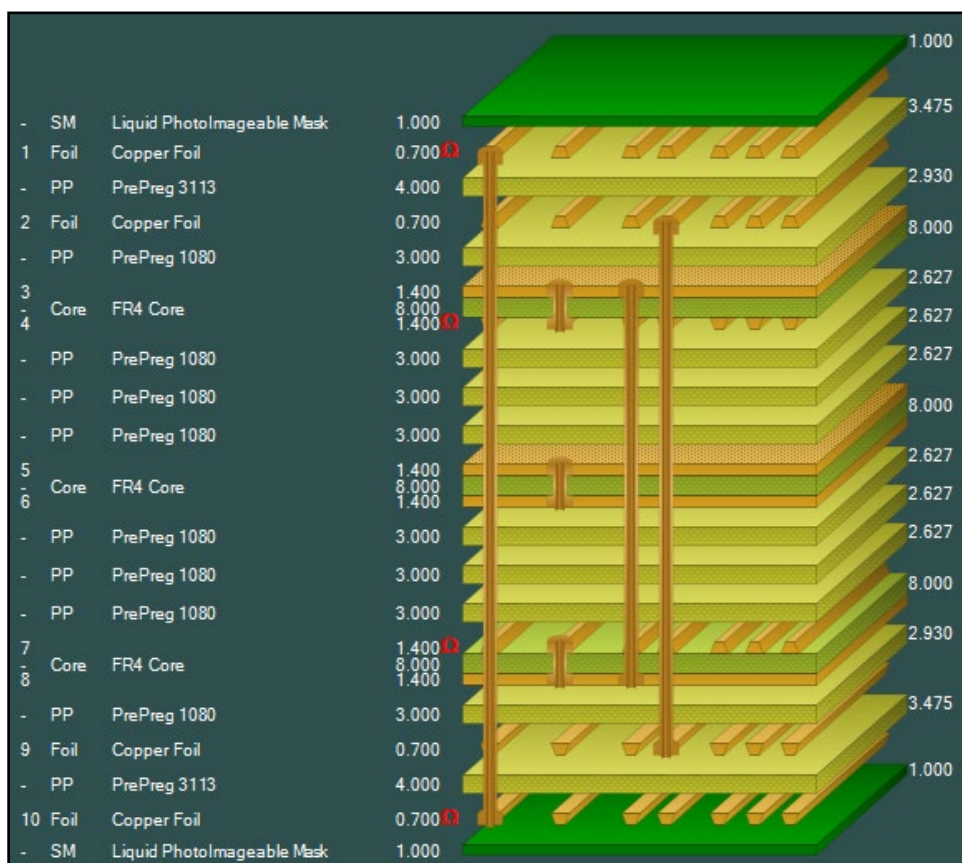 1.000
3.475
- SM Liquid PhotoImageable Mask 1.000
1 Foil Copper Foil 0.700Ω
2.930
- PP PrePreg 3113 4.000
2 Foil Copper Foil 0.700
8.000
- PP PrePreg 1080 3.000
2.627
3 1.400
- Core FR4 Core 8.000
4 1.400Ω
2.627
- PP PrePreg 1080 3.000
2.627
- PP PrePreg 1080 3.000
8.000
- PP PrePreg 1080 3.000
2.627
5 1.400
- Core FR4 Core 8.000
6 1.400
2.627
- PP PrePreg 1080 3.000
2.627
- PP PrePreg 1080 3.000
8.000
- PP PrePreg 1080 3.000
2.930
7 1.400Ω
- Core FR4 Core 8.000
8 1.400
3.475
- PP PrePreg 1080 3.000
9 Foil Copper Foil 0.700
1.000
- PP PrePreg 3113 4.000
10 Foil Copper Foil 0.700Ω
- SM Liquid PhotoImageable Mask 1.000